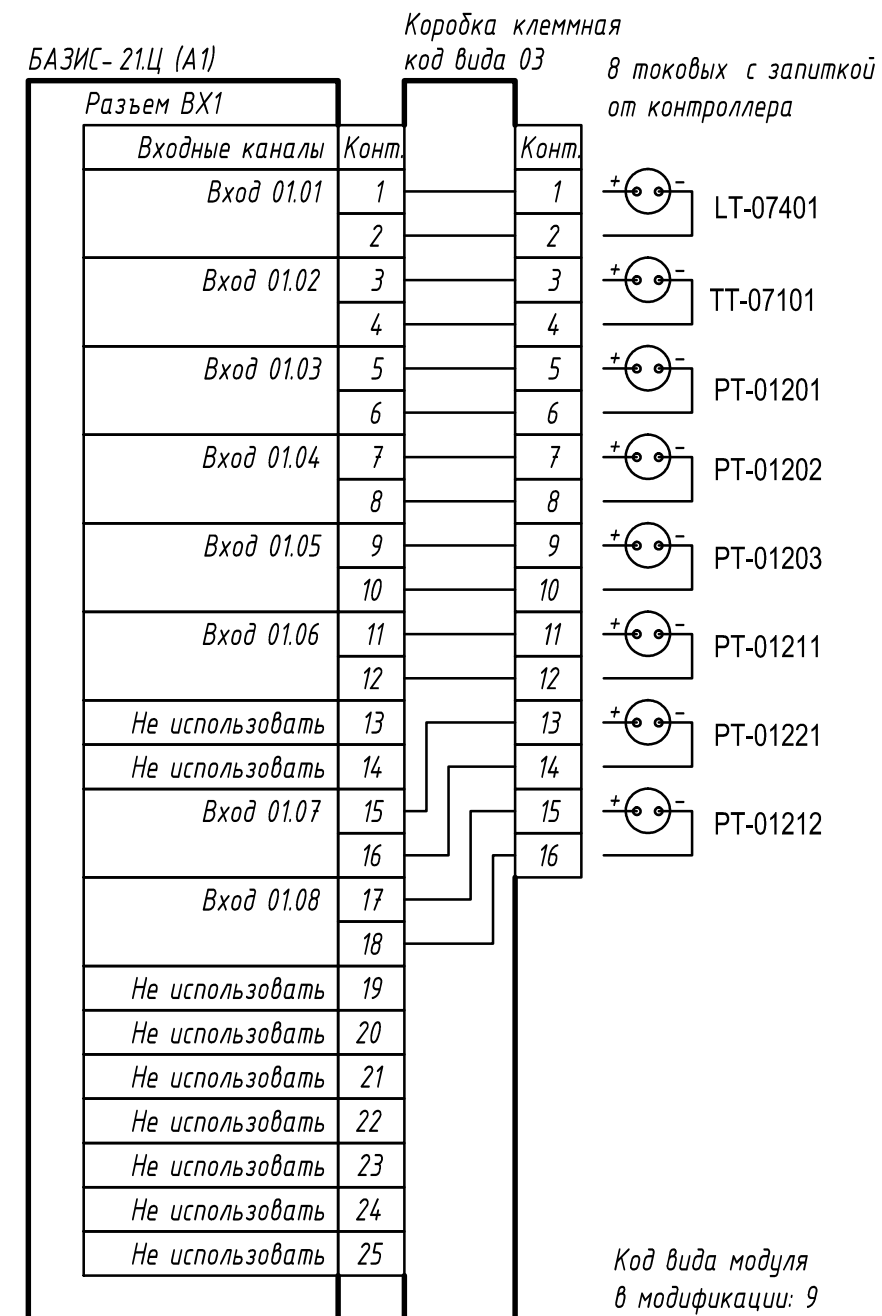 Коробка клеммная
код вида 03
БАЗИС- 21.Ц (А1)
8 токовых с запиткой
от контроллера
Разъем ВХ1
Входные каналы Конт. Конт.
Вход 01.01 1 1 + -
LT-07401
2 2
Вход 01.02 3 3 + -
TT-07101
4 4
Вход 01.03 5 5 + -
PT-01201
6 6
Вход 01.04 7 7 + -
PT-01202
8 8
Вход 01.05 9 9 + -
PT-01203
10 10
Вход 01.06 11 11 + -
PT-01211
12 12
Не использовать 13 13 + -
PT-01221
Не использовать 14 14
Вход 01.07 15 15 + -
PT-01212
16 16
Вход 01.08 17
18
Не использовать 19
Не использовать 20
Не использовать 21
Не использовать 22
Не использовать 23
Не использовать 24
Не использовать 25
Код вида модуля
в модификации: 9